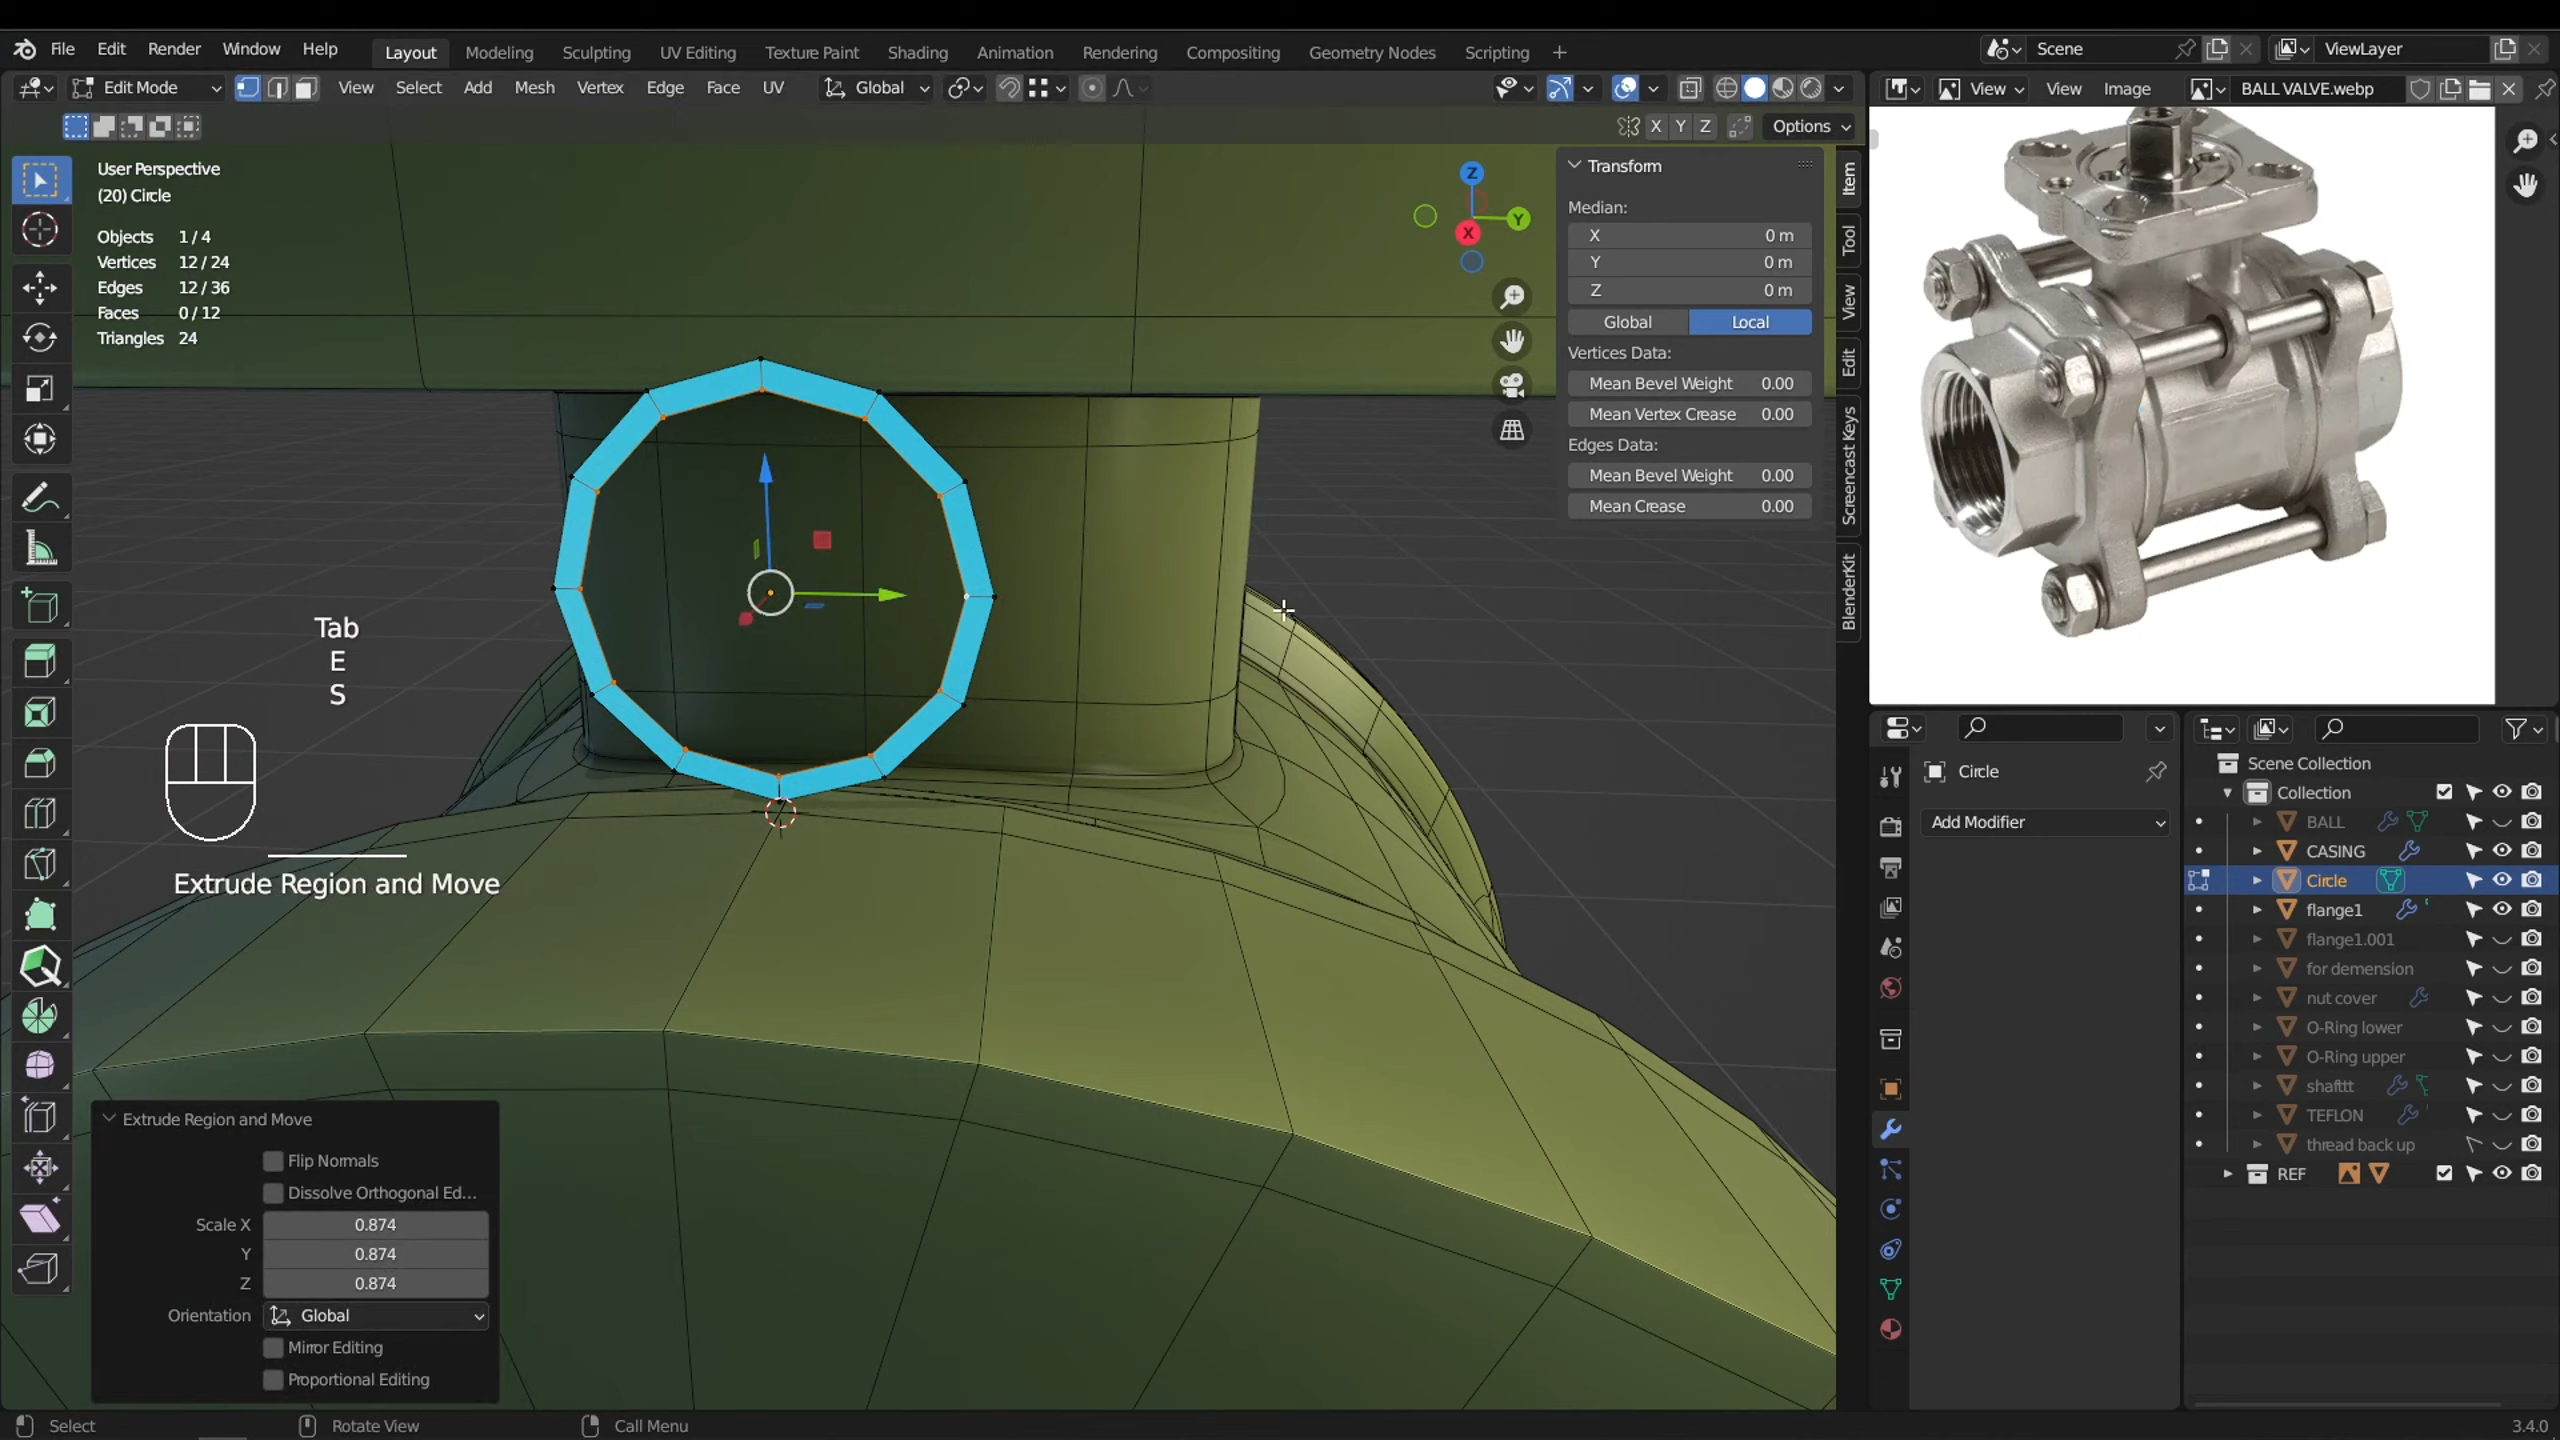 File Edit Render Window Help Layout Modeling Sculpting UV Editing Texture Paint Shading Animation Rendering Compositing Geometry Nodes Scripting + Scene ViewLayer
Edit Mode View Select Add Mesh Vertex Edge Face UV Global View View Image BALL VALVE.webp
X Y Z Options
User Perspective
(20) Circle
Objects 1 / 4
Vertices 12 / 24
Edges 12 / 36
Faces 0 / 12
Triangles 24
Z
Y
X
Transform
Median:
X 0 m
Y 0 m
Z 0 m
Global Local
Vertices Data:
Mean Bevel Weight 0.00
Mean Vertex Crease 0.00
Edges Data:
Mean Bevel Weight 0.00
Mean Crease 0.00
Item
Tool
View
Edit
Screencast Keys
BlenderKit
Tab
E
S
Extrude Region and Move
Extrude Region and Move
Flip Normals
Dissolve Orthogonal Ed...
Scale X 0.874
Y 0.874
Z 0.874
Orientation Global
Mirror Editing
Proportional Editing
Circle
Add Modifier
Scene Collection
Collection
BALL
CASING
Circle
flange1
flange1.001
for demension
nut cover
O-Ring lower
O-Ring upper
shafttt
TEFLON
thread back up
REF
Select Rotate View Call Menu 3.4.0